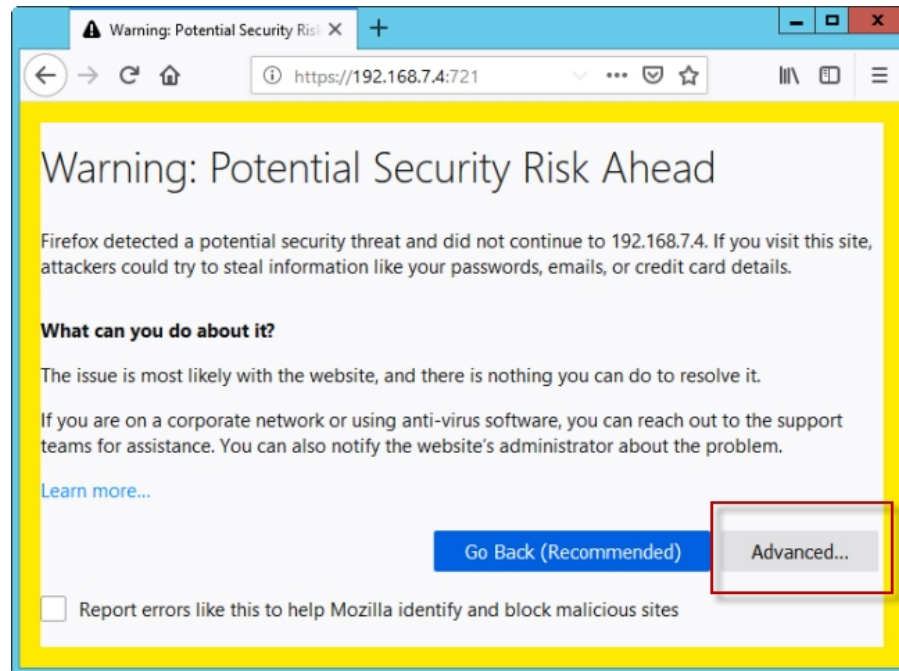 Warning: Potential Security Ris
https://192.168.7.4:721
Warning: Potential Security Risk Ahead
Firefox detected a potential security threat and did not continue to 192.168.7.4. If you visit this site,
attackers could try to steal information like your passwords, emails, or credit card details.
What can you do about it?
The issue is most likely with the website, and there is nothing you can do to resolve it.
If you are on a corporate network or using anti-virus software, you can reach out to the support
teams for assistance. You can also notify the website's administrator about the problem.
Learn more...
Go Back (Recommended) Advanced...
Report errors like this to help Mozilla identify and block malicious sites